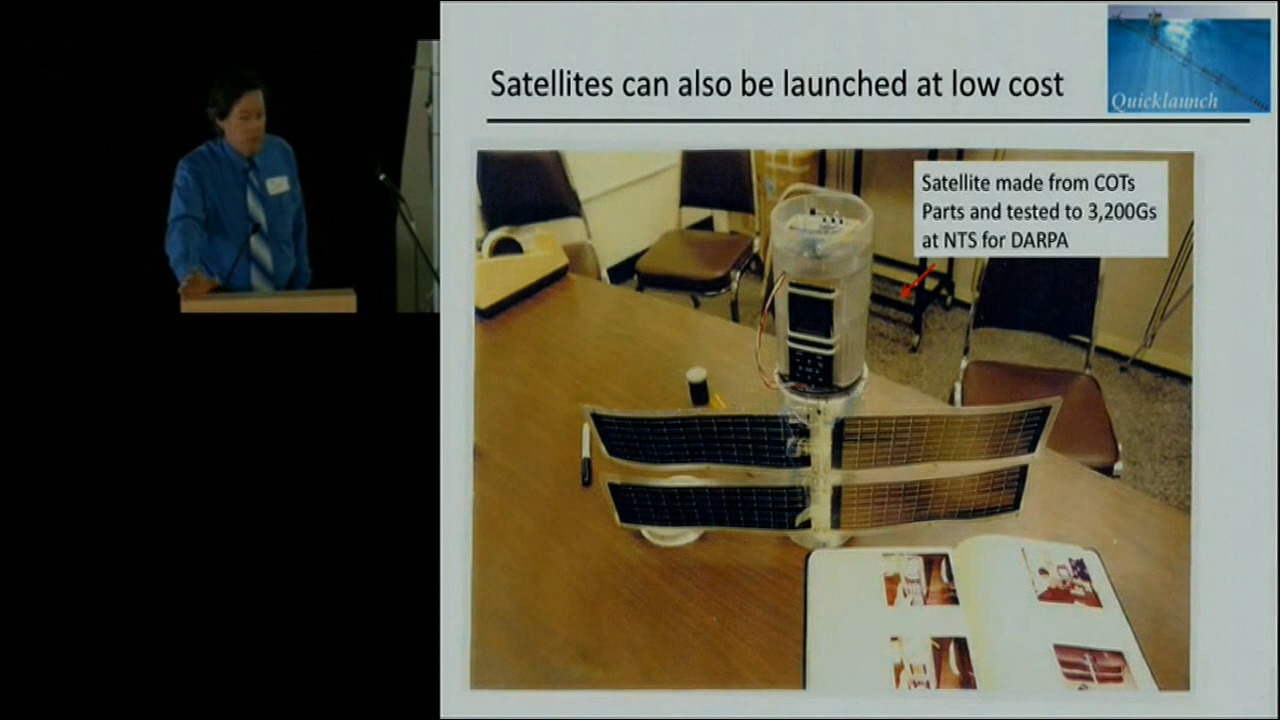 Satellites can also be launched at low cost
Quicklaunch
Satellite made from COTs
Parts and tested to 3,200Gs
at NTS for DARPA